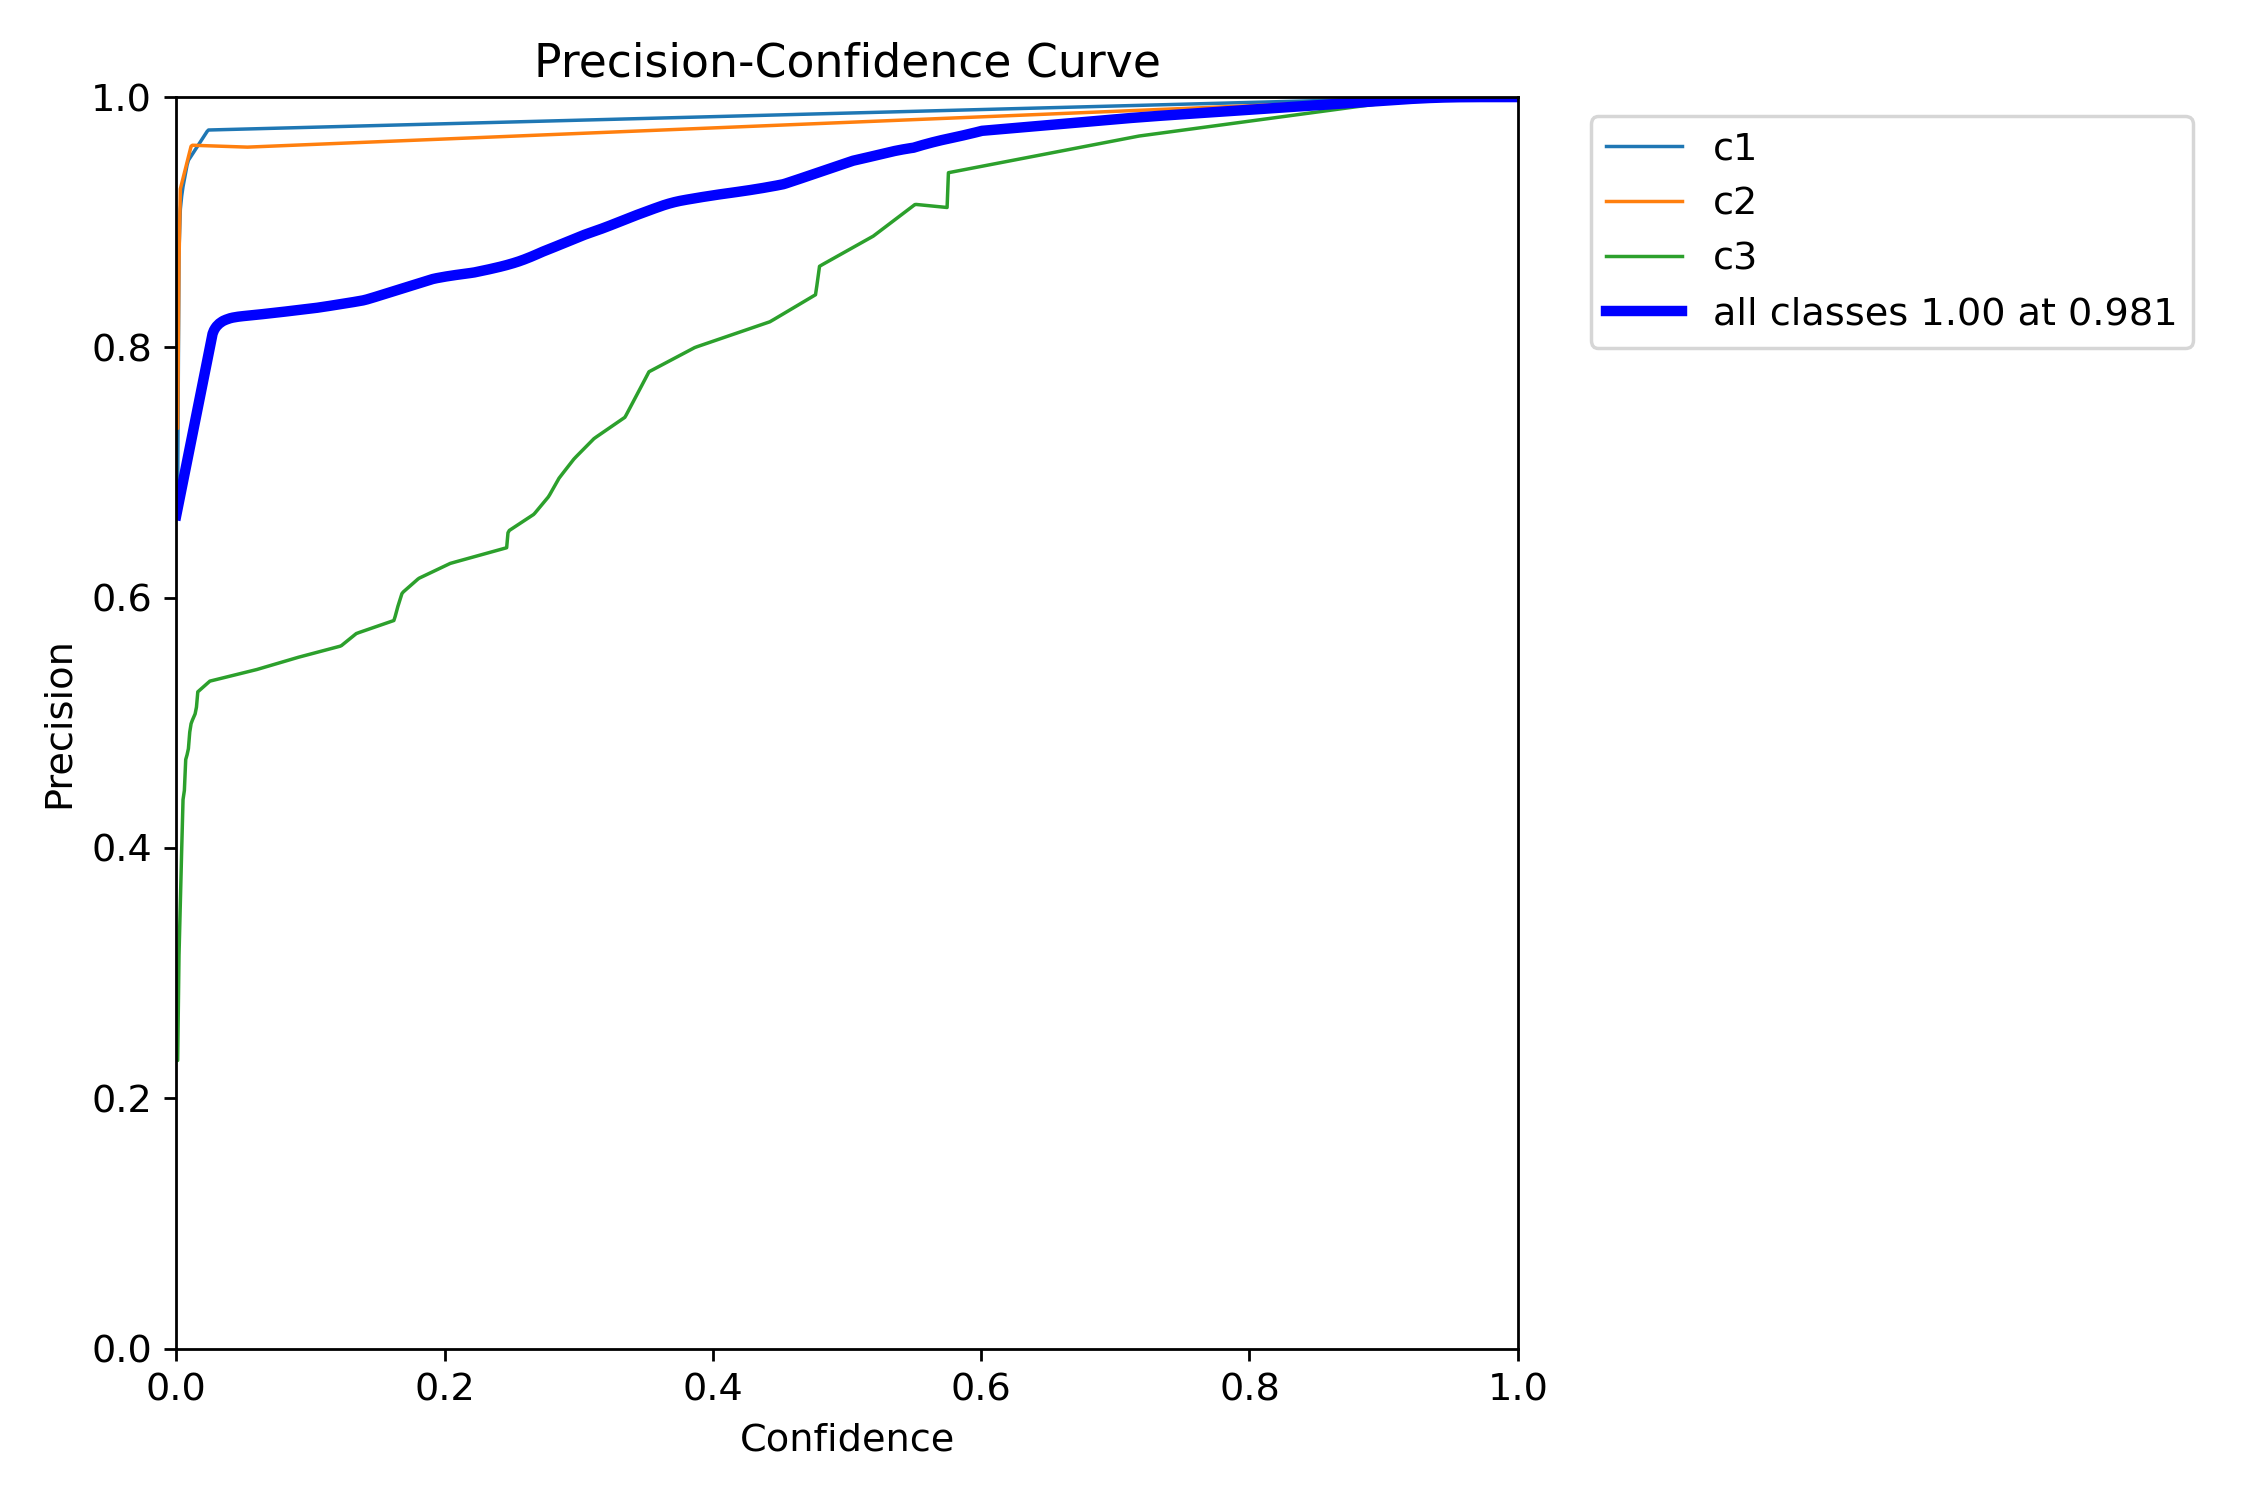 Precision-Confidence Curve
1.0
0.8
0.6
0.4
0.2
0.0
Precision
0.0 0.2 0.4 0.6 0.8 1.0
Confidence
c1
c2
c3
all classes 1.00 at 0.981